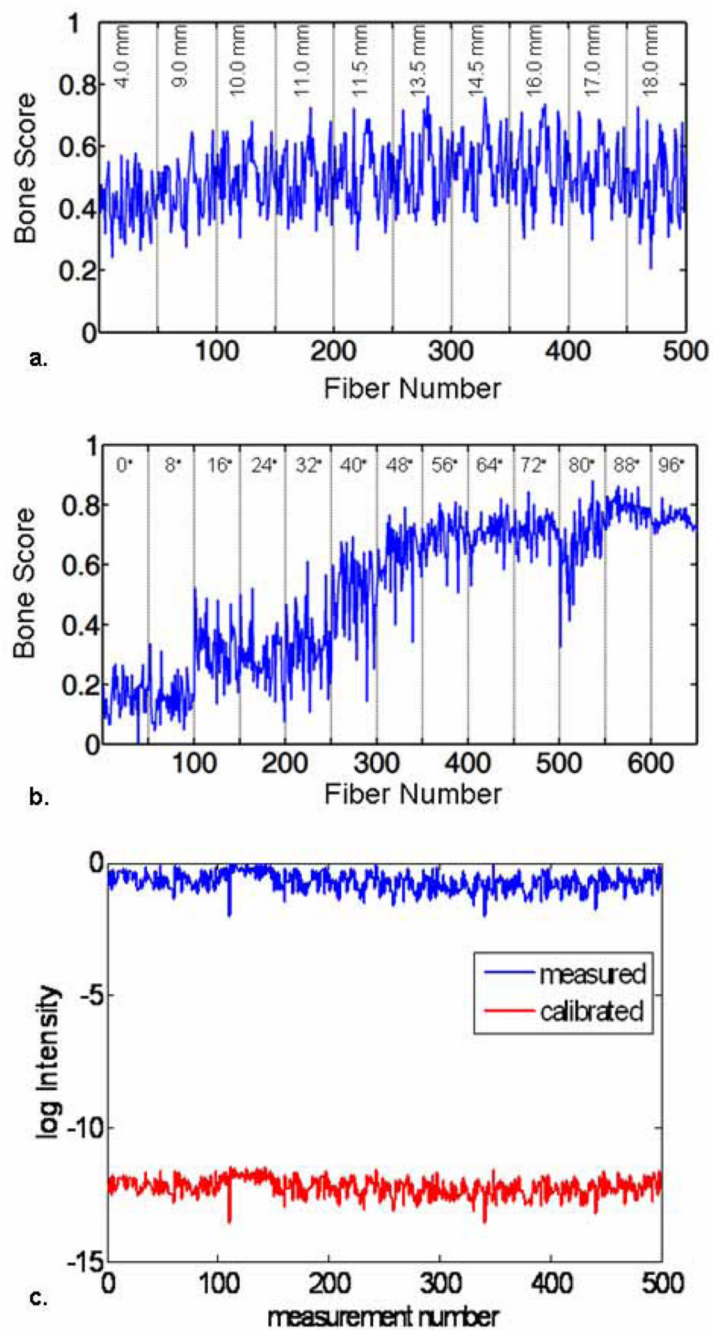 1
0.8
0.6
0.4
0.2
0
Bone Score
4.0 mm
9.0 mm
10.0 mm
11.0 mm
11.5 mm
13.5 mm
14.5 mm
16.0 mm
17.0 mm
18.0 mm
100 200 300 400 500
a.
Fiber Number
1
0.8
0.6
0.4
0.2
0
Bone Score
0° 8° 16° 24° 32° 40° 48° 56° 64° 72° 80° 88° 96°
100 200 300 400 500 600
b.
Fiber Number
0
-5
-10
-15
log Intensity
measured
calibrated
0 100 200 300 400 500
c.
measurement number